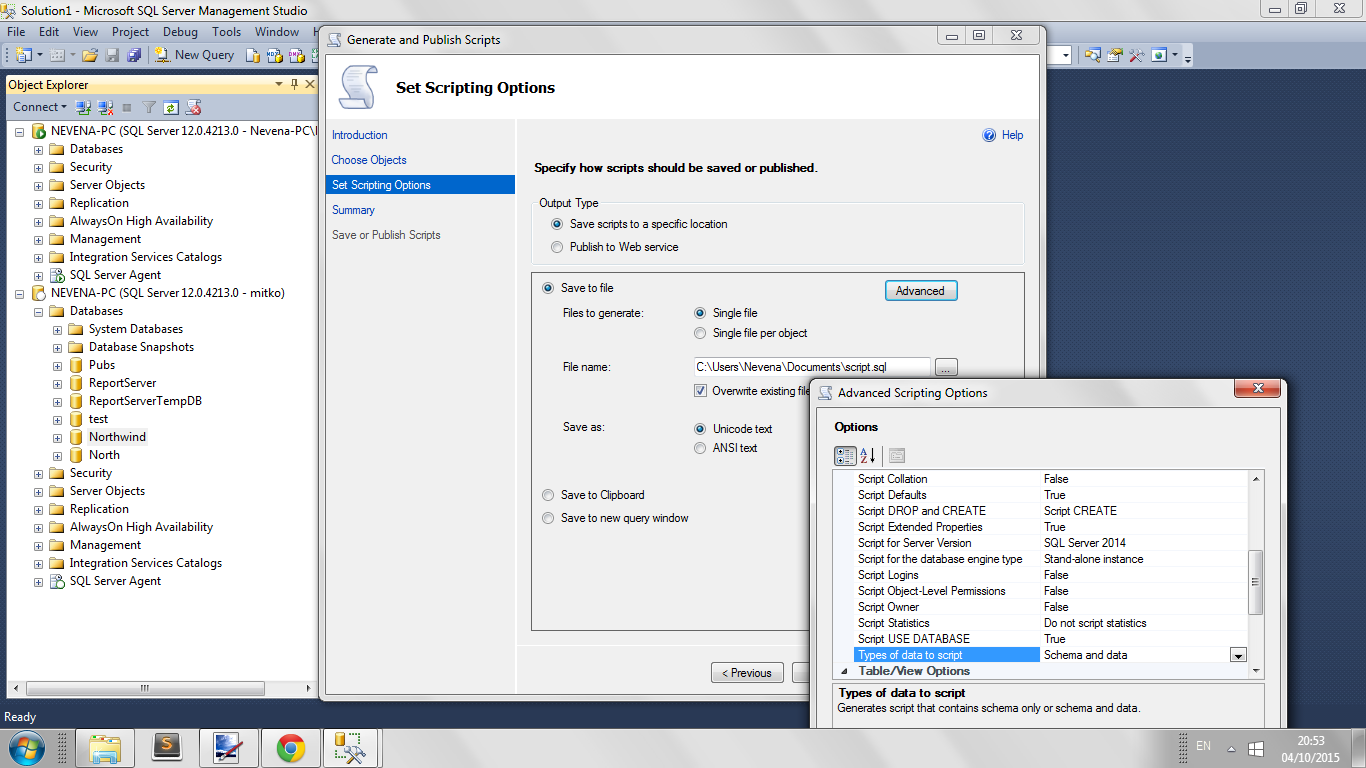 Solution1 - Microsoft SQL Server Management Studio
File Edit View Project Debug Tools Window
New Query
Object Explorer
Connect
NEVENA-PC (SQL Server 12.0.4213.0 - Nevena-PC\
Databases
Security
Server Objects
Replication
AlwaysOn High Availability
Management
Integration Services Catalogs
SQL Server Agent
NEVENA-PC (SQL Server 12.0.4213.0 - mitko)
Databases
System Databases
Database Snapshots
Pubs
ReportServer
ReportServerTempDB
test
Northwind
North
Security
Server Objects
Replication
AlwaysOn High Availability
Management
Integration Services Catalogs
SQL Server Agent
Ready
Generate and Publish Scripts
Set Scripting Options
Introduction
Choose Objects
Set Scripting Options
Summary
Save or Publish Scripts
Help
Specify how scripts should be saved or published.
Output Type
Save scripts to a specific location
Publish to Web service
Save to file
Advanced
Files to generate:
Single file
Single file per object
File name:
C:\Users\Nevena\Documents\script.sql
...
Overwrite existing file
Save as:
Unicode text
ANSI text
Save to Clipboard
Save to new query window
< Previous
Advanced Scripting Options
Options
Script Collation False
Script Defaults True
Script DROP and CREATE Script CREATE
Script Extended Properties True
Script for Server Version SQL Server 2014
Script for the database engine type Stand-alone instance
Script Logins False
Script Object-Level Permissions False
Script Owner False
Script Statistics Do not script statistics
Script USE DATABASE True
Types of data to script Schema and data
Table/View Options
Types of data to script
Generates script that contains schema only or schema and data.
EN
20:53
04/10/2015